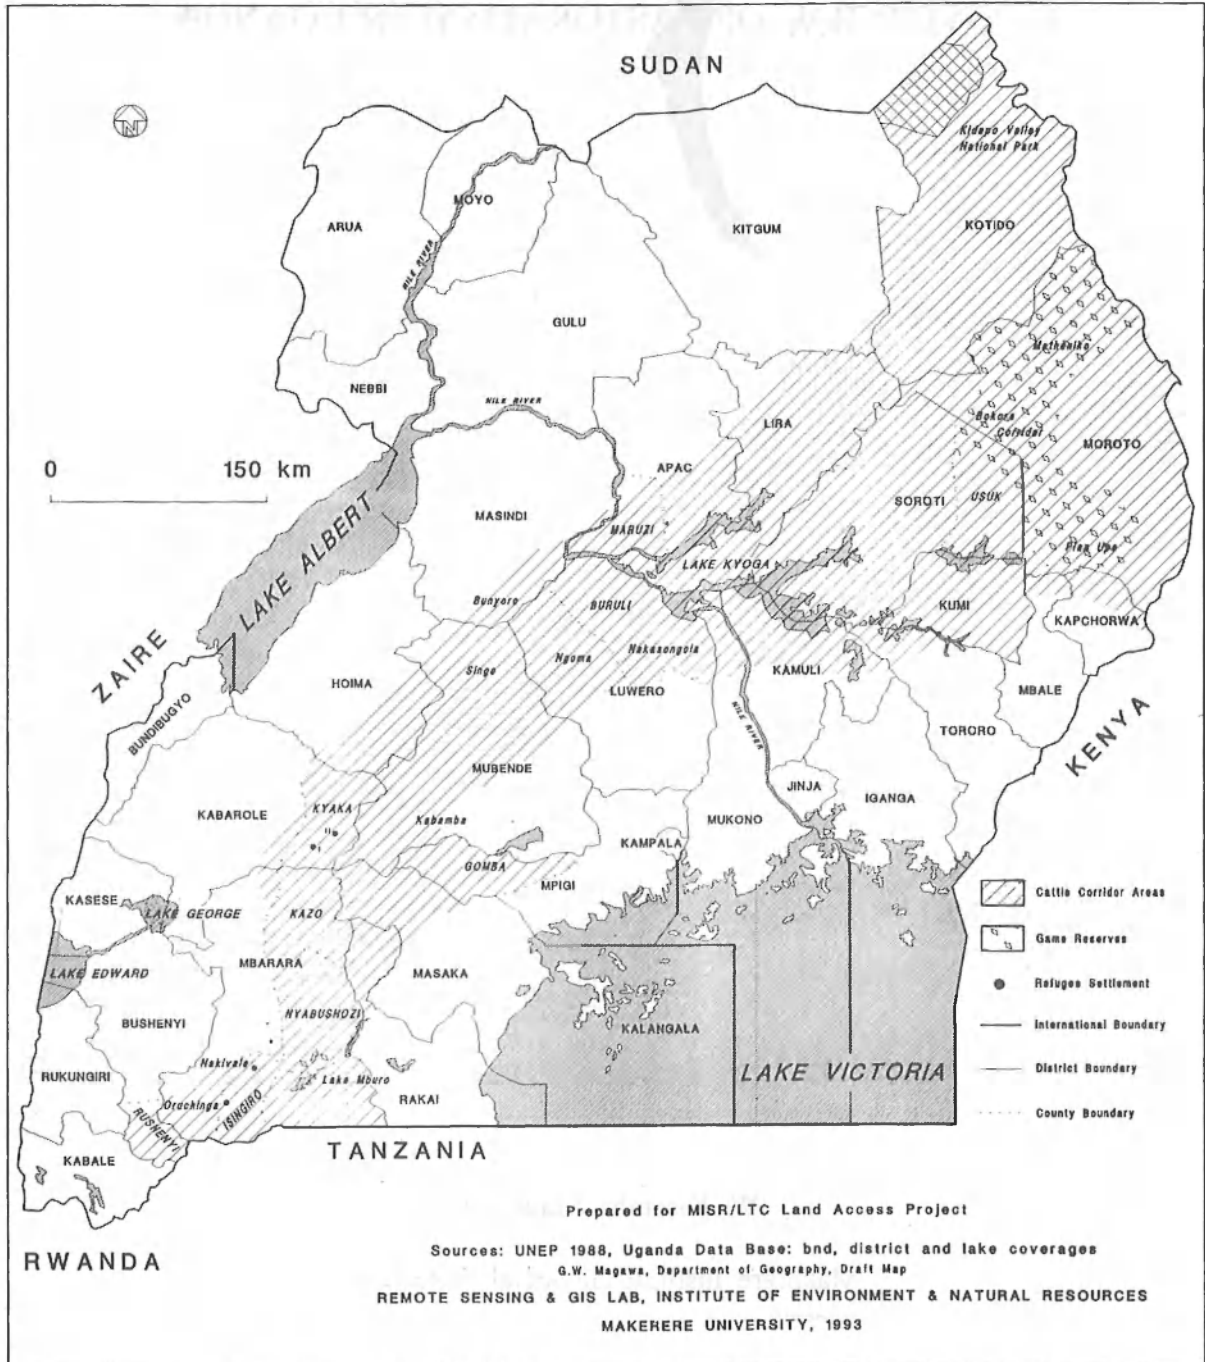 SUDAN
N
Kidepo Valley
National Park
MOYO
ARUA
KITGUM
KOTIDO
NILE RIVER
GULU
Matheniko
NEBBI
NILE RIVER
LIRA
Bokora
Corridor
MOROTO
0 150 km
APAC
SOROTI
USUK
MASINDI
MARUZI
LAKE ALBERT
LAKE KYOGA
Pian Upe
Bunyoro
BURULI
KUMI
KAPCHORWA
ZAIRE
Singo
Ngoma
Nakasongola
KAMULI
HOIMA
LUWERO
MBALE
BUNDIBUGYO
NILE RIVER
TORORO
KENYA
MUBENDE
JINJA
IGANGA
KABAROLE
KYAKA
II
I
Kabamba
MUKONO
KAMPALA
GOMBA
MPIGI
KASESE
LAKE GEORGE
KAZO
Cattle Corridor Areas
Game Reserves
LAKE EDWARD
MBARARA
MASAKA
Refugee Settlement
BUSHENYI
NYABUSHOZI
KALANGALA
International Boundary
RUKUNGIRI
Nakivale
Lake Mburo
LAKE VICTORIA
District Boundary
Orachinga
ISINGIRO
RAKAI
County Boundary
RUSHENYI
KABALE
TANZANIA
RWANDA
Prepared for MISR/LTC Land Access Project
Sources: UNEP 1988, Uganda Data Base: bnd, district and lake coverages
G.W. Magawa, Department of Geography, Draft Map
REMOTE SENSING & GIS LAB, INSTITUTE OF ENVIRONMENT & NATURAL RESOURCES
MAKERERE UNIVERSITY, 1993